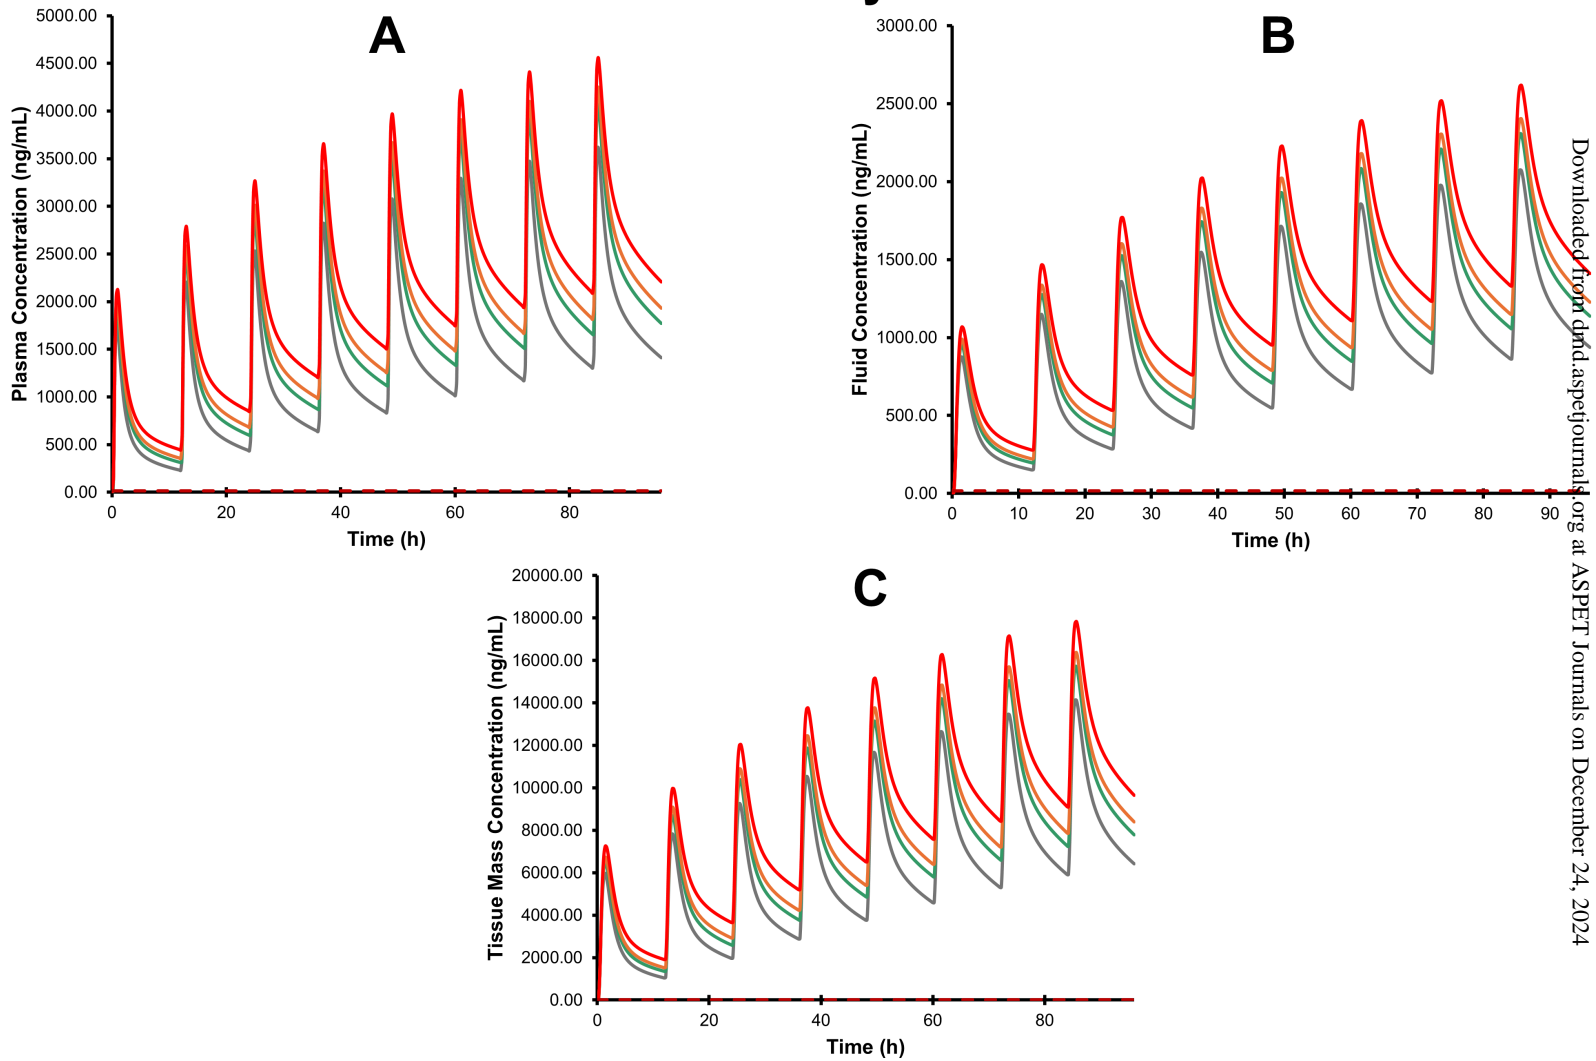 A
5000.00
4500.00
4000.00
3500.00
3000.00
2500.00
2000.00
1500.00
1000.00
500.00
0.00
Plasma Concentration (ng/mL)
0 20 40 60 80
Time (h)
B
3000.00
2500.00
2000.00
1500.00
1000.00
500.00
0.00
Fluid Concentration (ng/mL)
0 10 20 30 40 50 60 70 80 90
Time (h)
C
20000.00
18000.00
16000.00
14000.00
12000.00
10000.00
8000.00
6000.00
4000.00
2000.00
0.00
Tissue Mass Concentration (ng/mL)
0 20 40 60 80
Time (h)
Downloaded from dmd.aspetjournals.org at ASPET Journals on December 24, 2024